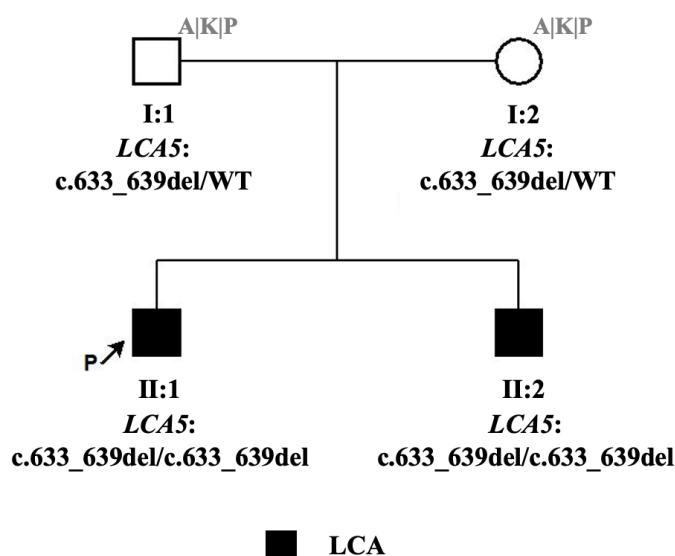 A|K|P
A|K|P
I:1
LCA5:
c.633_639del/WT
I:2
LCA5:
c.633_639del/WT
P
II:1
LCA5:
c.633_639del/c.633_639del
II:2
LCA5:
c.633_639del/c.633_639del
LCA